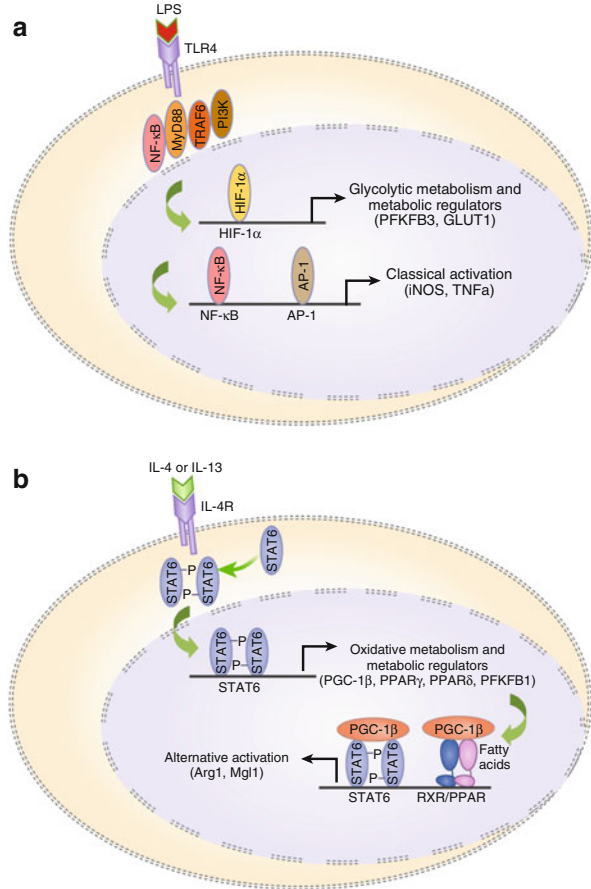 a
LPS
TLR4
NF-κB
MyD88
TRAF6
PI3K
HIF-1α
HIF-1α
Glycolytic metabolism and
metabolic regulators
(PFKFB3, GLUT1)
NF-κB
AP-1
NF-κB
AP-1
Classical activation
(iNOS, TNFa)
b
IL-4 or IL-13
IL-4R
STAT6
P
P
STAT6
STAT6
STAT6
P
P
STAT6
STAT6
Oxidative metabolism and
metabolic regulators
(PGC-1β, PPARγ, PPARδ, PFKFB1)
Alternative activation
(Arg1, Mgl1)
PGC-1β
STAT6
P
P
STAT6
STAT6
PGC-1β
Fatty
acids
RXR/PPAR